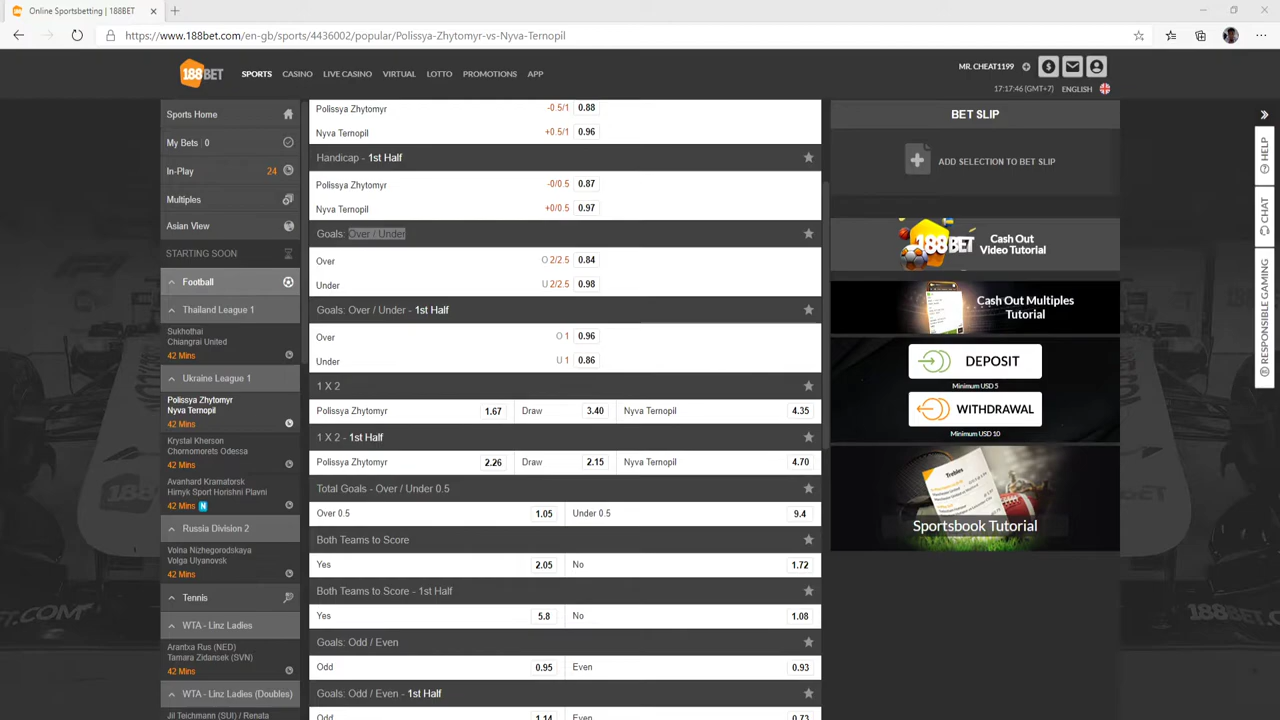 Online Sportsbetting | 188BET
https://www.188bet.com/en-gb/sports/4436002/popular/Polissya-Zhytomyr-vs-Nyva-Ternopil
188BET
SPORTS CASINO LIVE CASINO VIRTUAL LOTTO PROMOTIONS APP
MR. CHEAT1199
17:17:46 (GMT+7) ENGLISH
Sports Home
My Bets | 0
In-Play 24
Multiples
Asian View
STARTING SOON
Football
Thailand League 1
Sukhothai
Chiangrai United
42 Mins
Ukraine League 1
Polissya Zhytomyr
Nyva Ternopil
42 Mins
Krystal Kherson
Chornomorets Odessa
42 Mins
Avanhard Kramatorsk
Hirnyk Sport Horishni Plavni
42 Mins N
Russia Division 2
Volna Nizhegorodskaya
Volga Ulyanovsk
42 Mins
Tennis
WTA - Linz Ladies
Arantxa Rus (NED)
Tamara Zidansek (SVN)
42 Mins
WTA - Linz Ladies (Doubles)
Jil Teichmann (SUI) / Renata
Polissya Zhytomyr -0.5/1 0.88
Nyva Ternopil +0.5/1 0.96
Handicap - 1st Half
Polissya Zhytomyr -0/0.5 0.87
Nyva Ternopil +0/0.5 0.97
Goals: Over / Under
Over O 2/2.5 0.84
Under U 2/2.5 0.98
Goals: Over / Under - 1st Half
Over O 1 0.96
Under U 1 0.86
1 X 2
Polissya Zhytomyr 1.67 Draw 3.40 Nyva Ternopil 4.35
1 X 2 - 1st Half
Polissya Zhytomyr 2.26 Draw 2.15 Nyva Ternopil 4.70
Total Goals - Over / Under 0.5
Over 0.5 1.05 Under 0.5 9.4
Both Teams to Score
Yes 2.05 No 1.72
Both Teams to Score - 1st Half
Yes 5.8 No 1.08
Goals: Odd / Even
Odd 0.95 Even 0.93
Goals: Odd / Even - 1st Half
Odd 1.14 Even 0.73
BET SLIP
ADD SELECTION TO BET SLIP
188BET
Cash Out
Video Tutorial
Cash Out Multiples
Tutorial
DEPOSIT
Minimum USD 5
WITHDRAWAL
Minimum USD 10
Trebles
Sportsbook Tutorial
HELP
CHAT
RESPONSIBLE GAMING